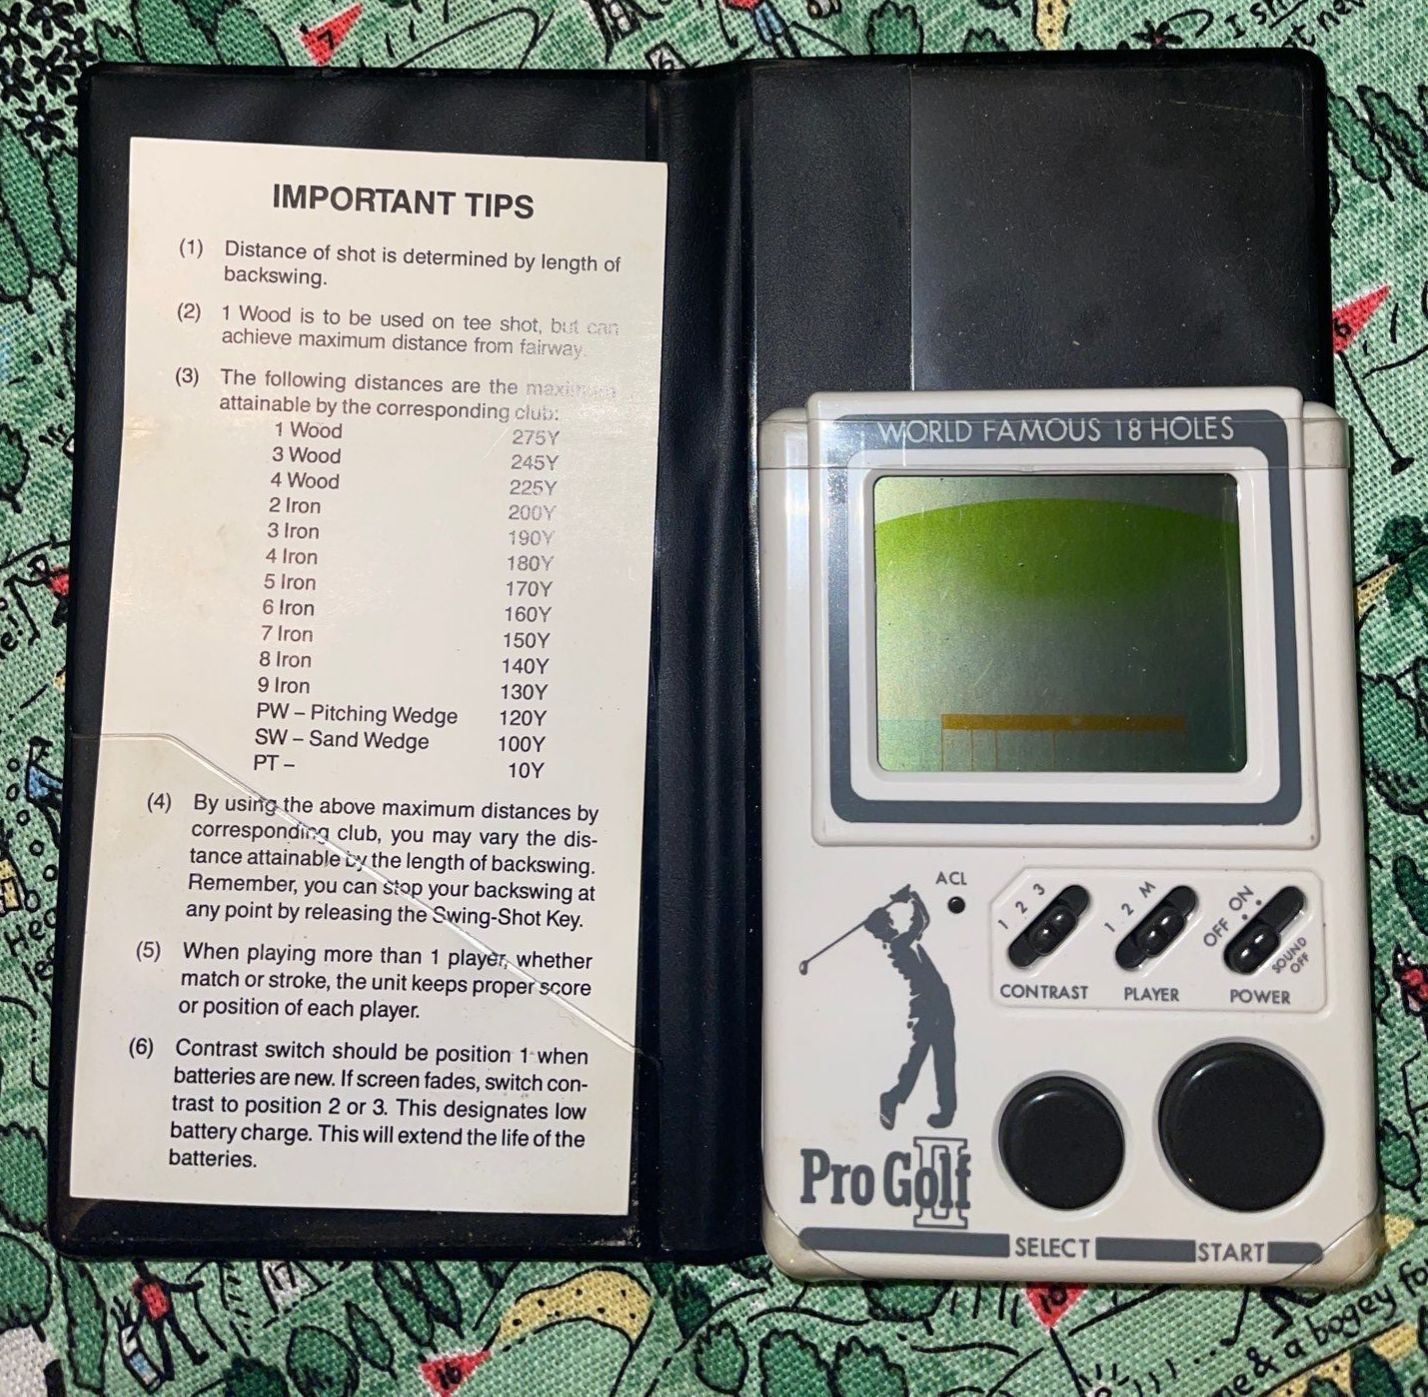 IMPORTANT TIPS
(1) Distance of shot is determined by length of
backswing.
(2) 1 Wood is to be used on tee shot, but can
achieve maximum distance from fairway.
(3) The following distances are the maximum
attainable by the corresponding club:
1 Wood 275Y
3 Wood 245Y
4 Wood 225Y
2 Iron 200Y
3 Iron 190Y
4 Iron 180Y
5 Iron 170Y
6 Iron 160Y
7 Iron 150Y
8 Iron 140Y
9 Iron 130Y
PW – Pitching Wedge 120Y
SW – Sand Wedge 100Y
PT – 10Y
(4) By using the above maximum distances by
corresponding club, you may vary the dis-
tance attainable by the length of backswing.
Remember, you can stop your backswing at
any point by releasing the Swing-Shot Key.
(5) When playing more than 1 player, whether
match or stroke, the unit keeps proper score
or position of each player.
(6) Contrast switch should be position 1 when
batteries are new. If screen fades, switch con-
trast to position 2 or 3. This designates low
battery charge. This will extend the life of the
batteries.
WORLD FAMOUS 18 HOLES
ACL
1 2 3
CONTRAST
1 2 M
PLAYER
OFF ON
SOUND
OFF
POWER
Pro Golf
II
SELECT
START
7
6
6
17
16
10
& a bogey